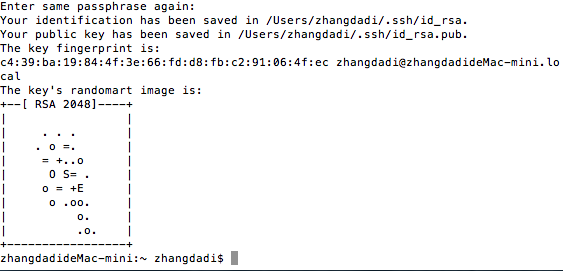 Enter same passphrase again:
Your identification has been saved in /Users/zhangdadi/.ssh/id_rsa.
Your public key has been saved in /Users/zhangdadi/.ssh/id_rsa.pub.
The key fingerprint is:
c4:39:ba:19:84:4f:3e:66:fd:d8:fb:c2:91:06:4f:ec zhangdadi@zhangdadideMac-mini.lo
cal
The key's randomart image is:
+--[ RSA 2048]----+
|                 |
|     . . .       |
|    . o =.       |
|     = +..o      |
|      O S= .     |
|     o = +E      |
|      o .oo.     |
|          o.     |
|          .o.    |
+-----------------+
zhangdadideMac-mini:~ zhangdadi$